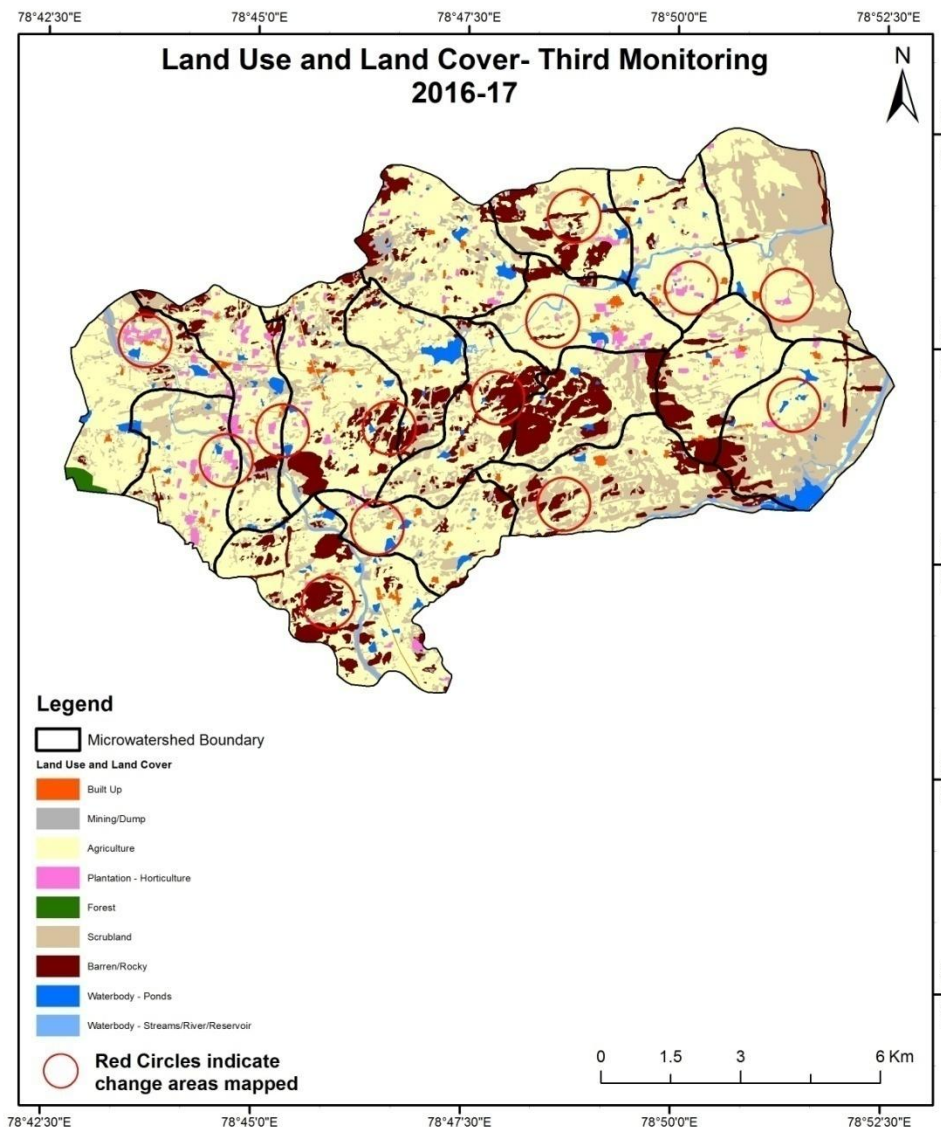 78°42'30"E 78°45'0"E 78°47'30"E 78°50'0"E 78°52'30"E
Land Use and Land Cover- Third Monitoring
2016-17
N
Legend
Microwatershed Boundary
Land Use and Land Cover
Built Up
Mining/Dump
Agriculture
Plantation - Horticulture
Forest
Scrubland
Barren/Rocky
Waterbody - Ponds
Waterbody - Streams/River/Reservoir
Red Circles indicate
change areas mapped
0 1.5 3 6 Km
78°42'30"E 78°45'0"E 78°47'30"E 78°50'0"E 78°52'30"E